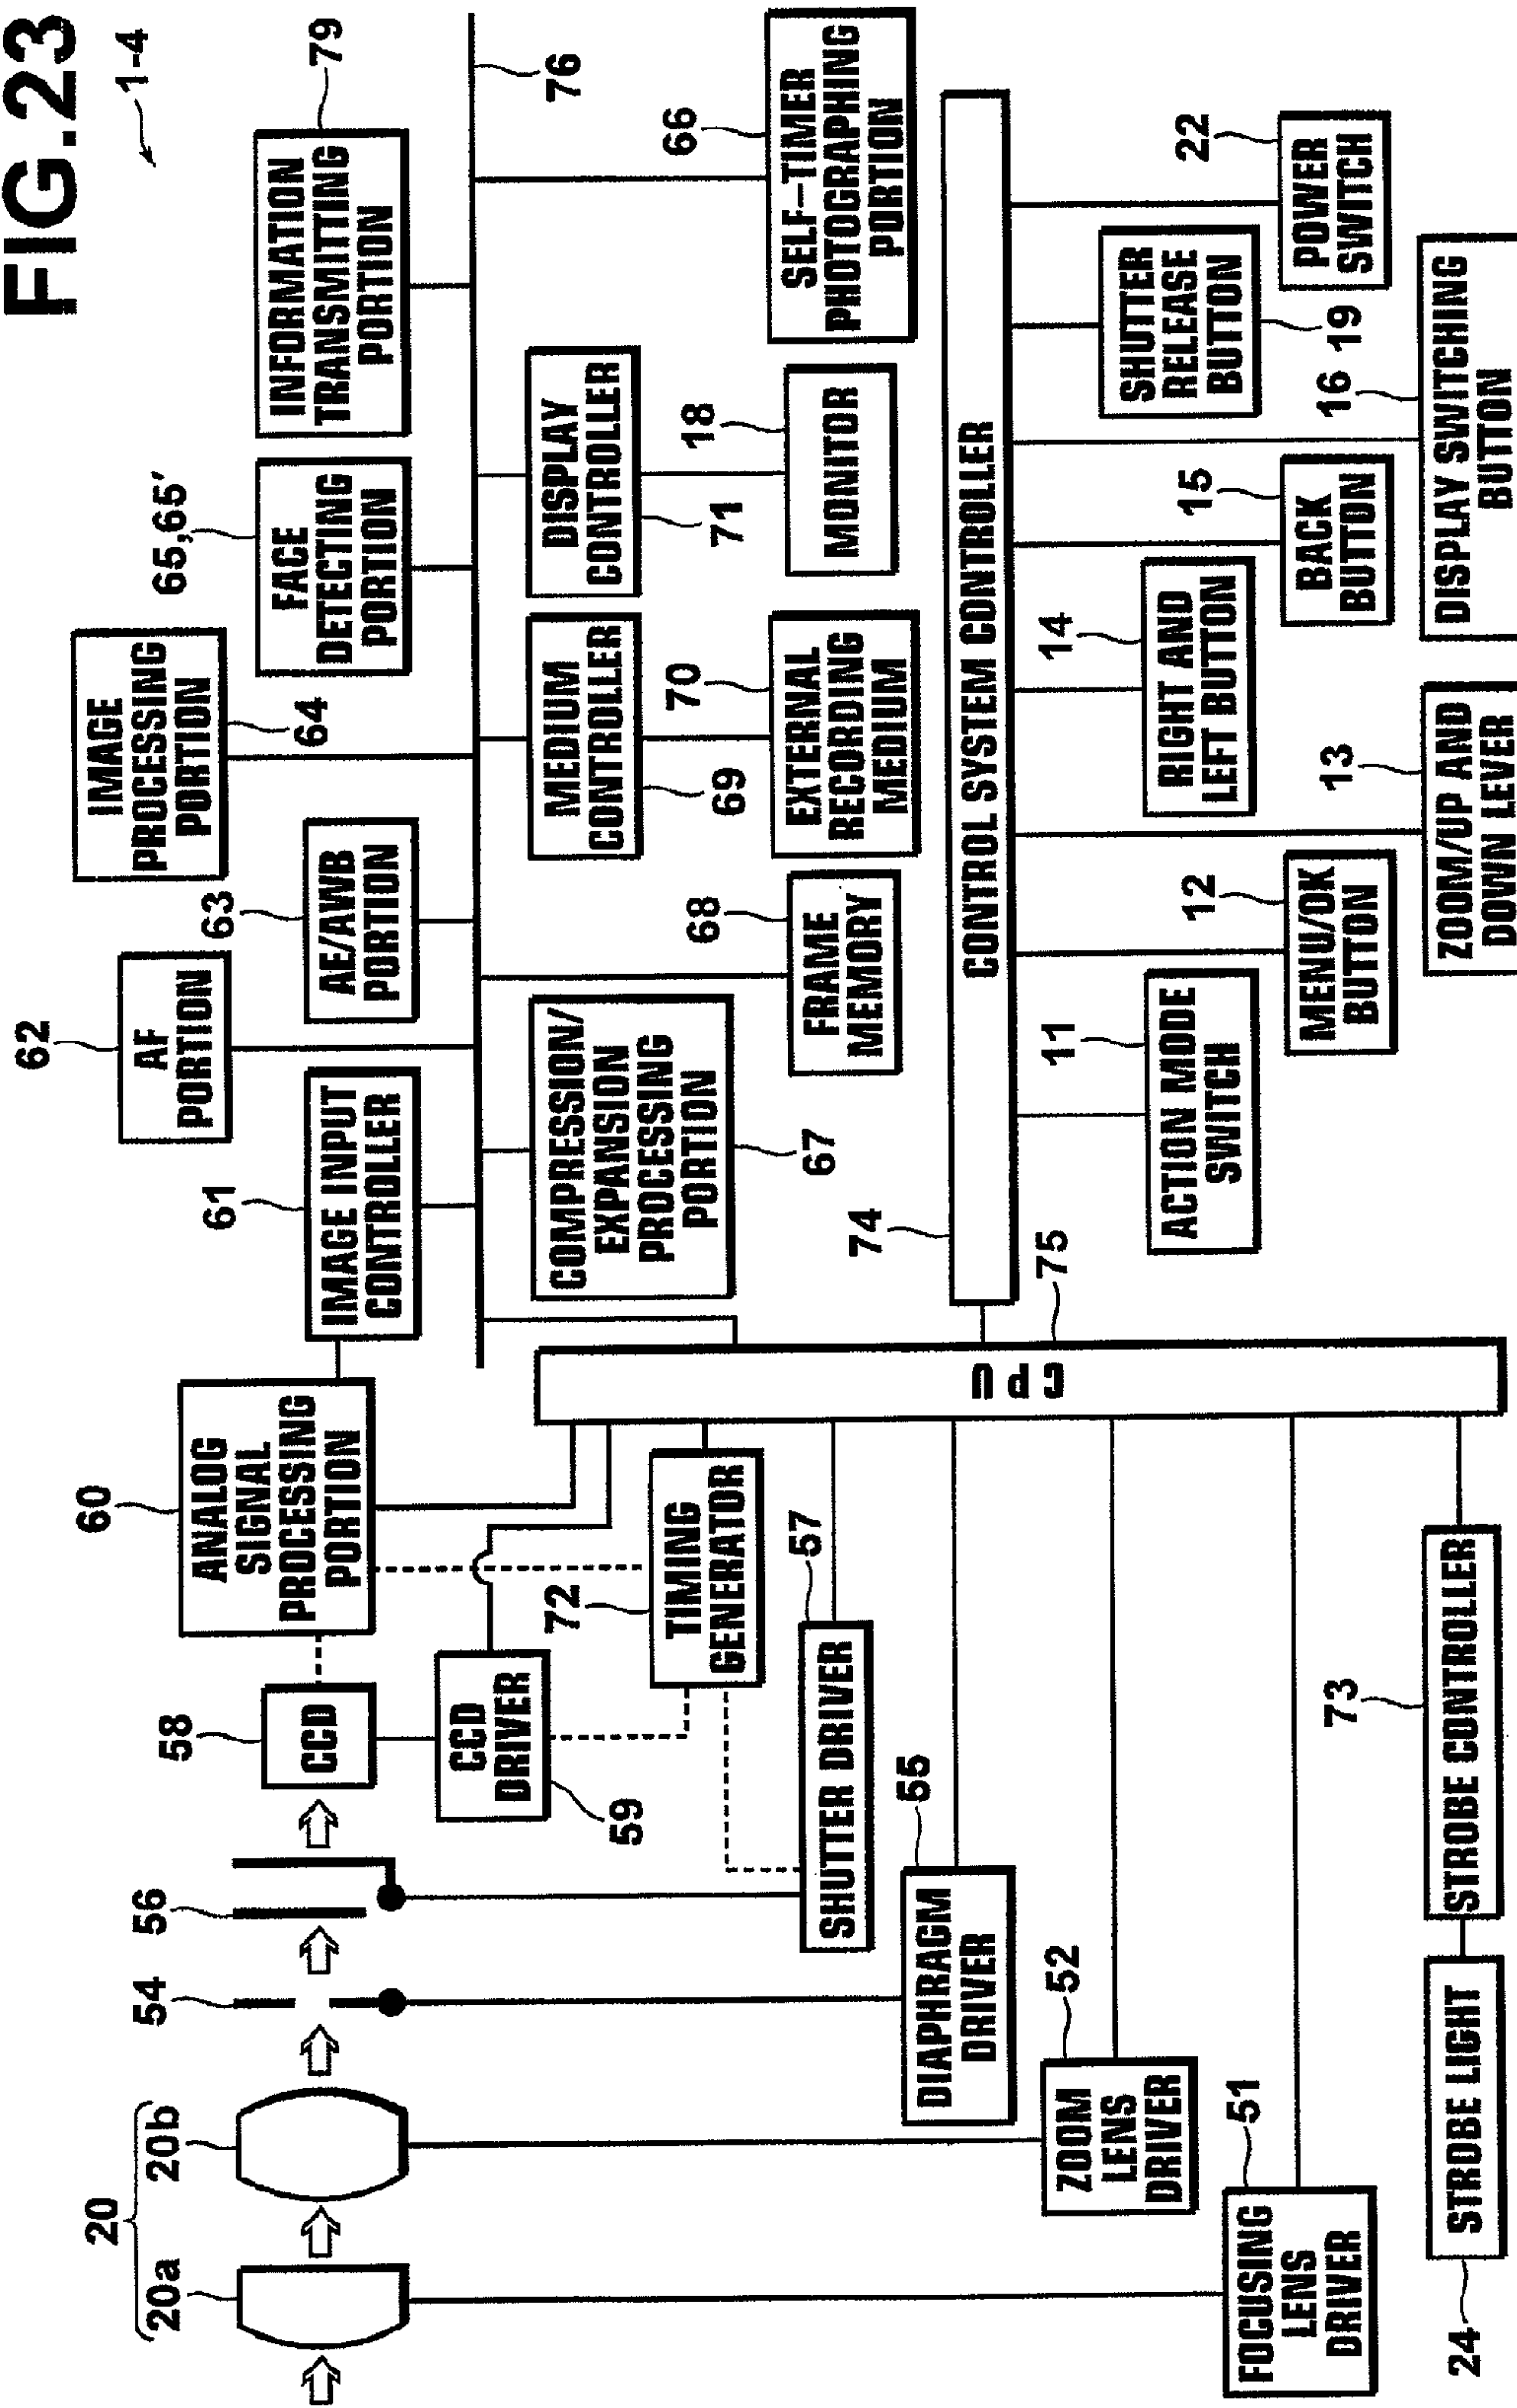 FIG.23
1-4
20
20a
20b
54
56
58
CCD
60
ANALOG
SIGNAL
PROCESSING
PORTION
61
IMAGE INPUT
CONTROLLER
62
AF
PORTION
63
AE/AWB
PORTION
IMAGE
PROCESSING
PORTION
64
65,65′
FACE
DETECTING
PORTION
INFORMATION
TRANSMITTING
PORTION
79
76
CCD
DRIVER
59
72
TIMING
GENERATOR
57
SHUTTER DRIVER
55
DIAPHRAGM
DRIVER
52
ZOOM
LENS
DRIVER
51
FOCUSING
LENS
DRIVER
24
STROBE LIGHT
73
STROBE CONTROLLER
CPU
75
COMPRESSION/
EXPANSION
PROCESSING
PORTION
67
68
FRAME
MEMORY
MEDIUM
CONTROLLER
69
70
EXTERNAL
RECORDING
MEDIUM
DISPLAY
CONTROLLER
71
18
MONITOR
66
SELF-TIMER
PHOTOGRAPHING
PORTION
74
CONTROL SYSTEM CONTROLLER
11
ACTION MODE
SWITCH
12
MENU/OK
BUTTON
13
ZOOM/UP AND
DOWN LEVER
14
RIGHT AND
LEFT BUTTON
15
BACK
BUTTON
16
DISPLAY SWITCHING
BUTTON
SHUTTER
RELEASE
BUTTON
19
22
POWER
SWITCH